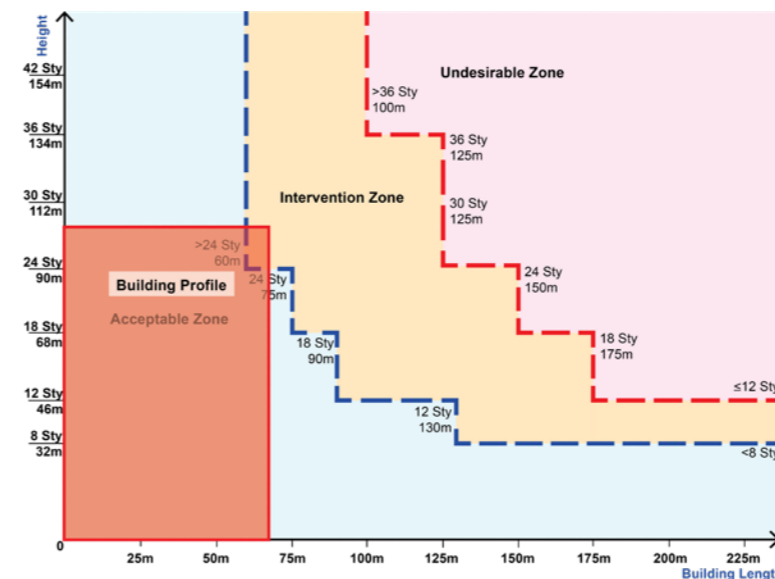 Height
42 Sty
154m
36 Sty
134m
30 Sty
112m
24 Sty
90m
18 Sty
68m
12 Sty
46m
8 Sty
32m
0
Undesirable Zone
>36 Sty
100m
36 Sty
125m
Intervention Zone
30 Sty
125m
>24 Sty
60m
24 Sty
75m
24 Sty
150m
Building Profile
Acceptable Zone
18 Sty
90m
18 Sty
175m
≤12 Sty
12 Sty
130m
<8 Sty
25m 50m 75m 100m 125m 150m 175m 200m 225m
Building Lengt